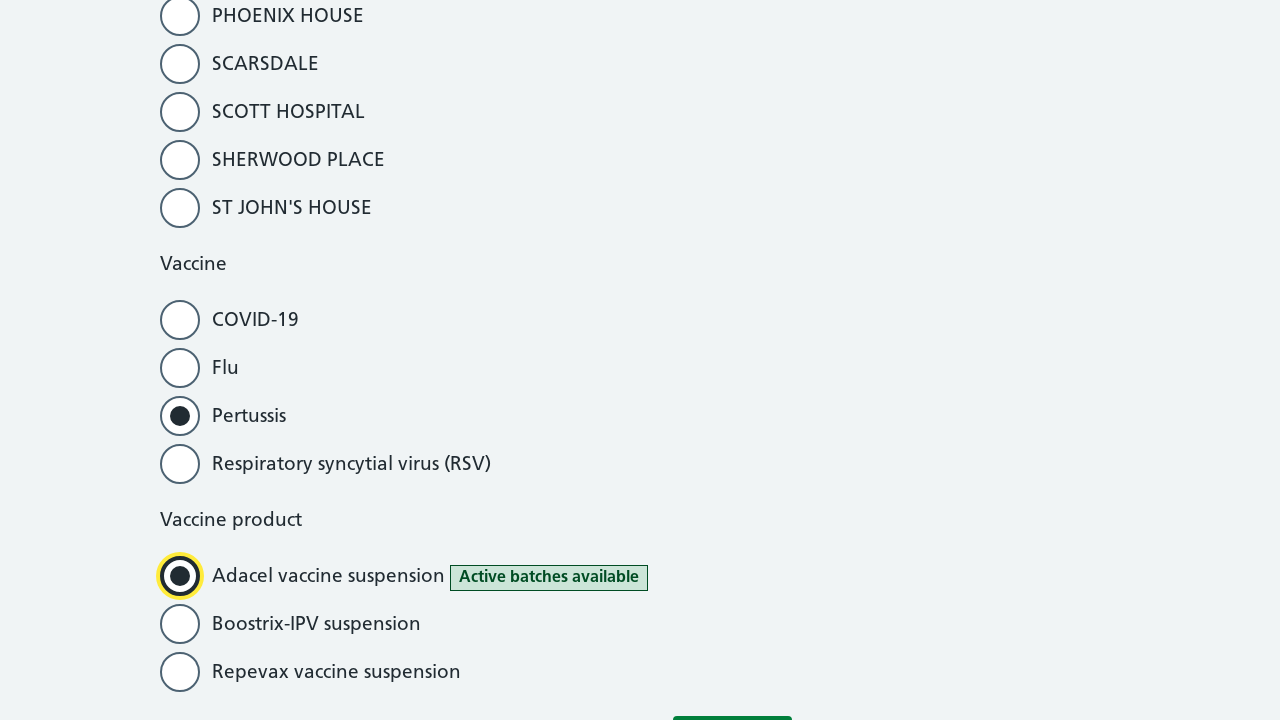 PHOENIX HOUSE
SCARSDALE
SCOTT HOSPITAL
SHERWOOD PLACE
ST JOHN'S HOUSE
Vaccine
COVID-19
Flu
Pertussis
Respiratory syncytial virus (RSV)
Vaccine product
Adacel vaccine suspension Active batches available
Boostrix-IPV suspension
Repevax vaccine suspension